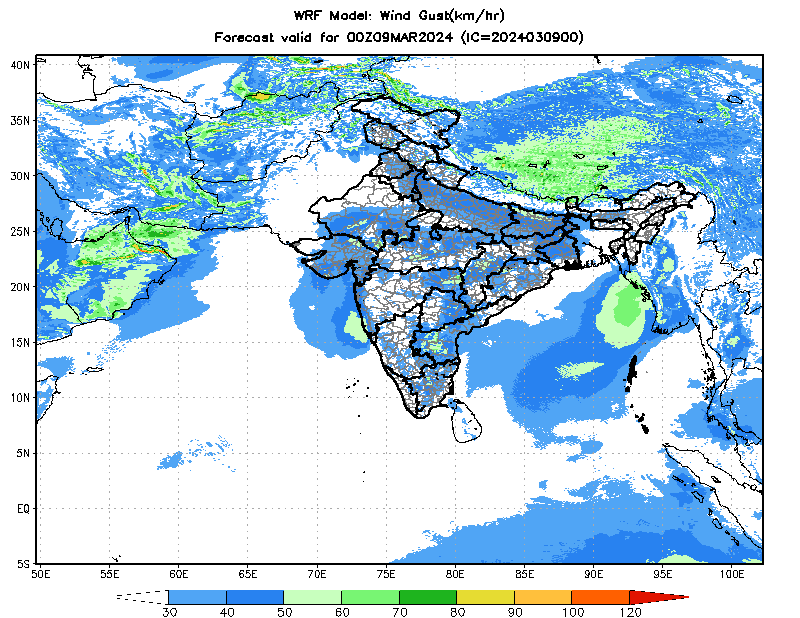 WRF Model: Wind Gust(km/hr)
Forecast valid for 00Z09MAR2024 (IC=2024030900)
40N
35N
30N
25N
20N
15N
10N
5N
EQ
5S
50E 55E 60E 65E 70E 75E 80E 85E 90E 95E 100E
30 40 50 60 70 80 90 100 120